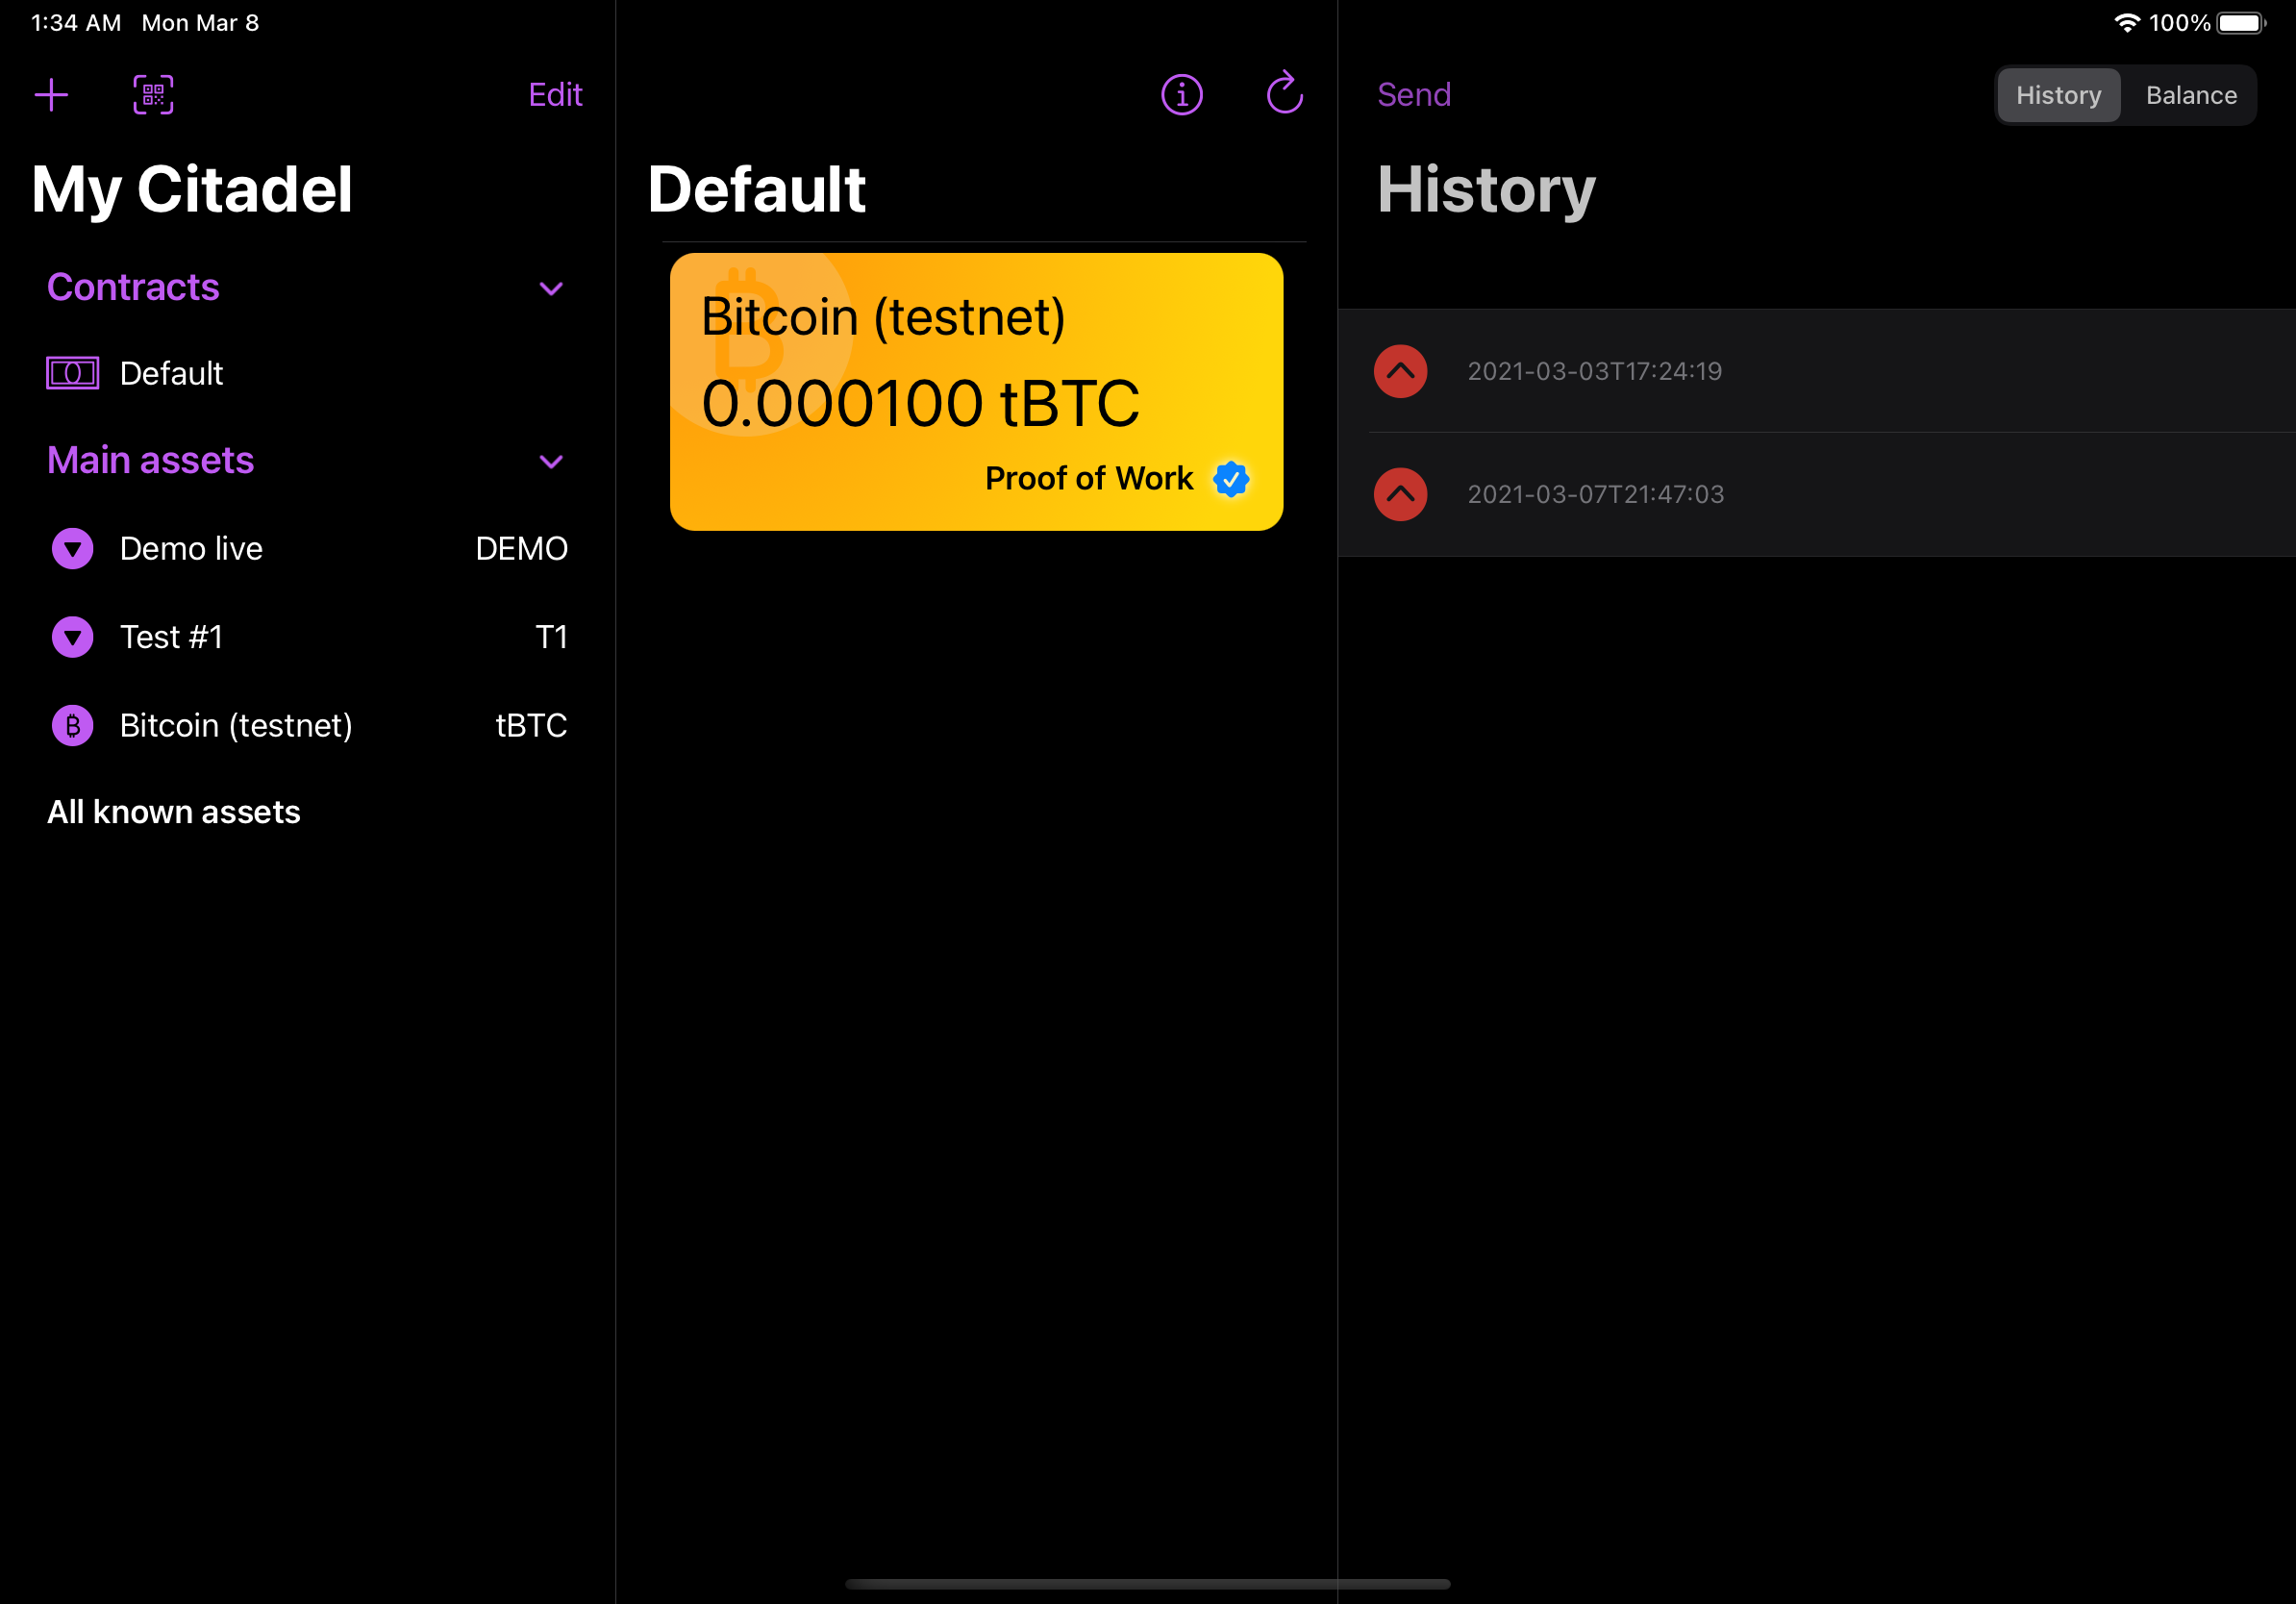 1:34 AM Mon Mar 8
100%
Edit
My Citadel
Contracts
Default
Main assets
Demo live DEMO
Test #1 T1
Bitcoin (testnet) tBTC
All known assets
Default
Bitcoin (testnet)
0.000100 tBTC
Proof of Work
Send
History Balance
History
2021-03-03T17:24:19
2021-03-07T21:47:03